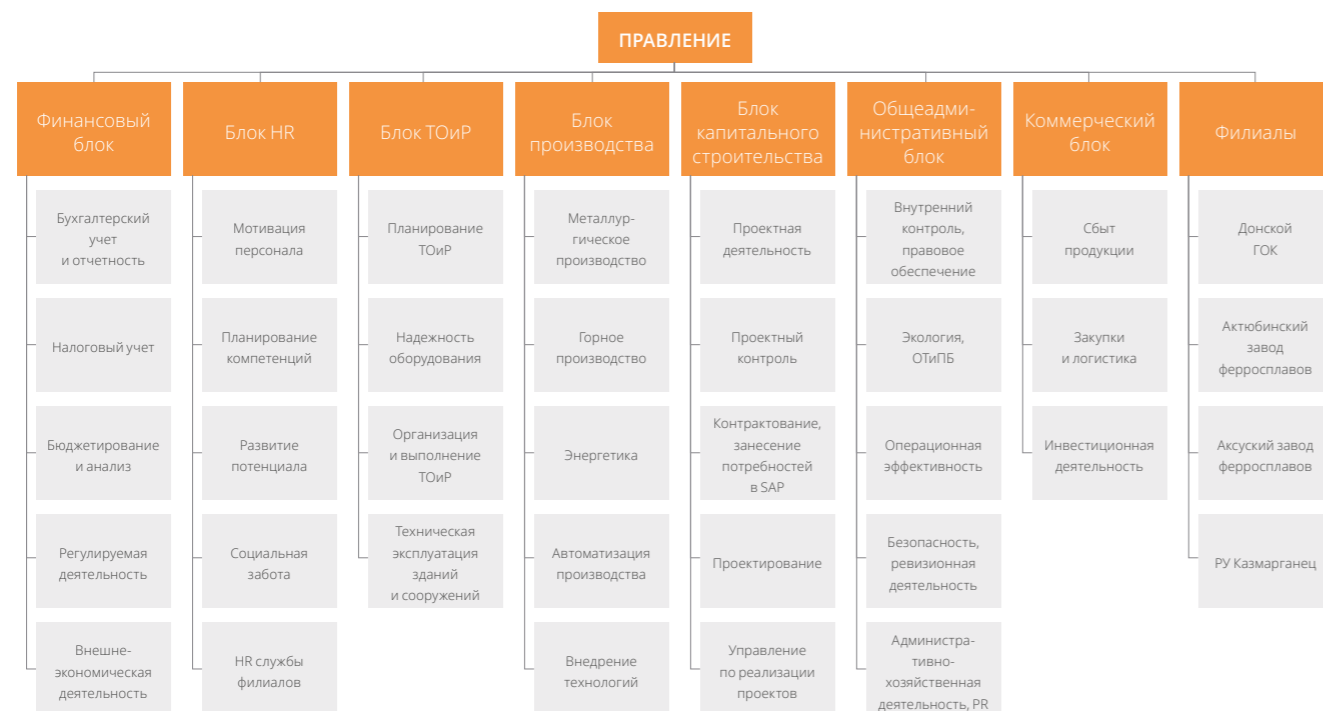 ПРАВЛЕНИЕ
Финансовый
блок
Бухгалтерский
учет
и отчетность
Налоговый учет
Бюджетирование
и анализ
Регулируемая
деятельность
Внешне-
экономическая
деятельность
Блок HR
Мотивация
персонала
Планирование
компетенций
Развитие
потенциала
Социальная
забота
HR службы
филиалов
Блок ТОиР
Планирование
ТОиР
Надежность
оборудования
Организация
и выполнение
ТОиР
Техническая
эксплуатация
зданий
и сооружений
Блок
производства
Металлур-
гическое
производство
Горное
производство
Энергетика
Автоматизация
производства
Внедрение
технологий
Блок
капитального
строительства
Проектная
деятельность
Проектный
контроль
Контрактование,
занесение
потребностей
в SAP
Проектирование
Управление
по реализации
проектов
Общеадми-
нистративный
блок
Внутренний
контроль,
правовое
обеспечение
Экология,
ОТиПБ
Операционная
эффективность
Безопасность,
ревизионная
деятельность
Администра-
тивно-
хозяйственная
деятельность, PR
Коммерческий
блок
Сбыт
продукции
Закупки
и логистика
Инвестиционная
деятельность
Филиалы
Донской
ГОК
Актюбинский
завод
ферросплавов
Аксуский завод
ферросплавов
РУ Казмарганец